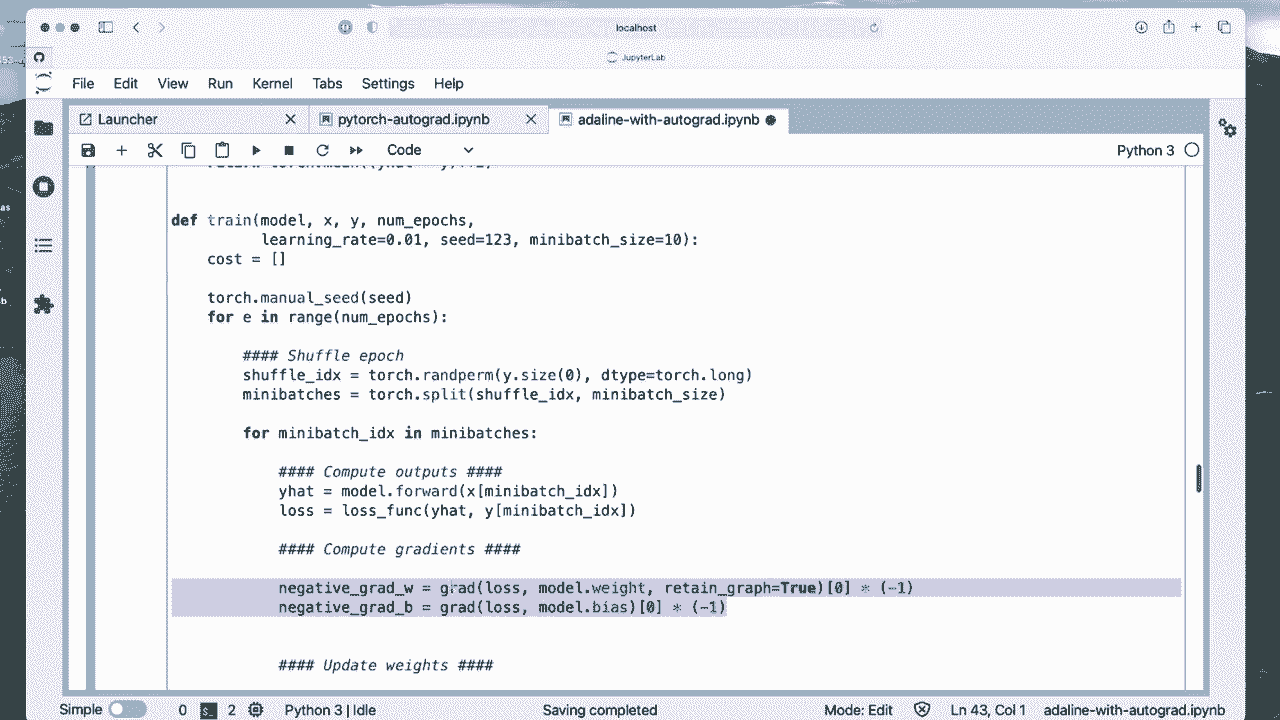 localhost
JupyterLab
File Edit View Run Kernel Tabs Settings Help
Launcher pytorch-autograd.ipynb adaline-with-autograd.ipynb
Code Python 3
def train(model, x, y, num_epochs,
learning_rate=0.01, seed=123, minibatch_size=10):
cost = []
torch.manual_seed(seed)
for e in range(num_epochs):
#### Shuffle epoch
shuffle_idx = torch.randperm(y.size(0), dtype=torch.long)
minibatches = torch.split(shuffle_idx, minibatch_size)
for minibatch_idx in minibatches:
#### Compute outputs ####
yhat = model.forward(x[minibatch_idx])
loss = loss_func(yhat, y[minibatch_idx])
#### Compute gradients ####
negative_grad_w = grad(loss, model.weight, retain_graph=True)[0] * (-1)
negative_grad_b = grad(loss, model.bias)[0] * (-1)
#### Update weights ####
Simple 0 2 Python 3 | Idle Saving completed Mode: Edit Ln 43, Col 1 adaline-with-autograd.ipynb